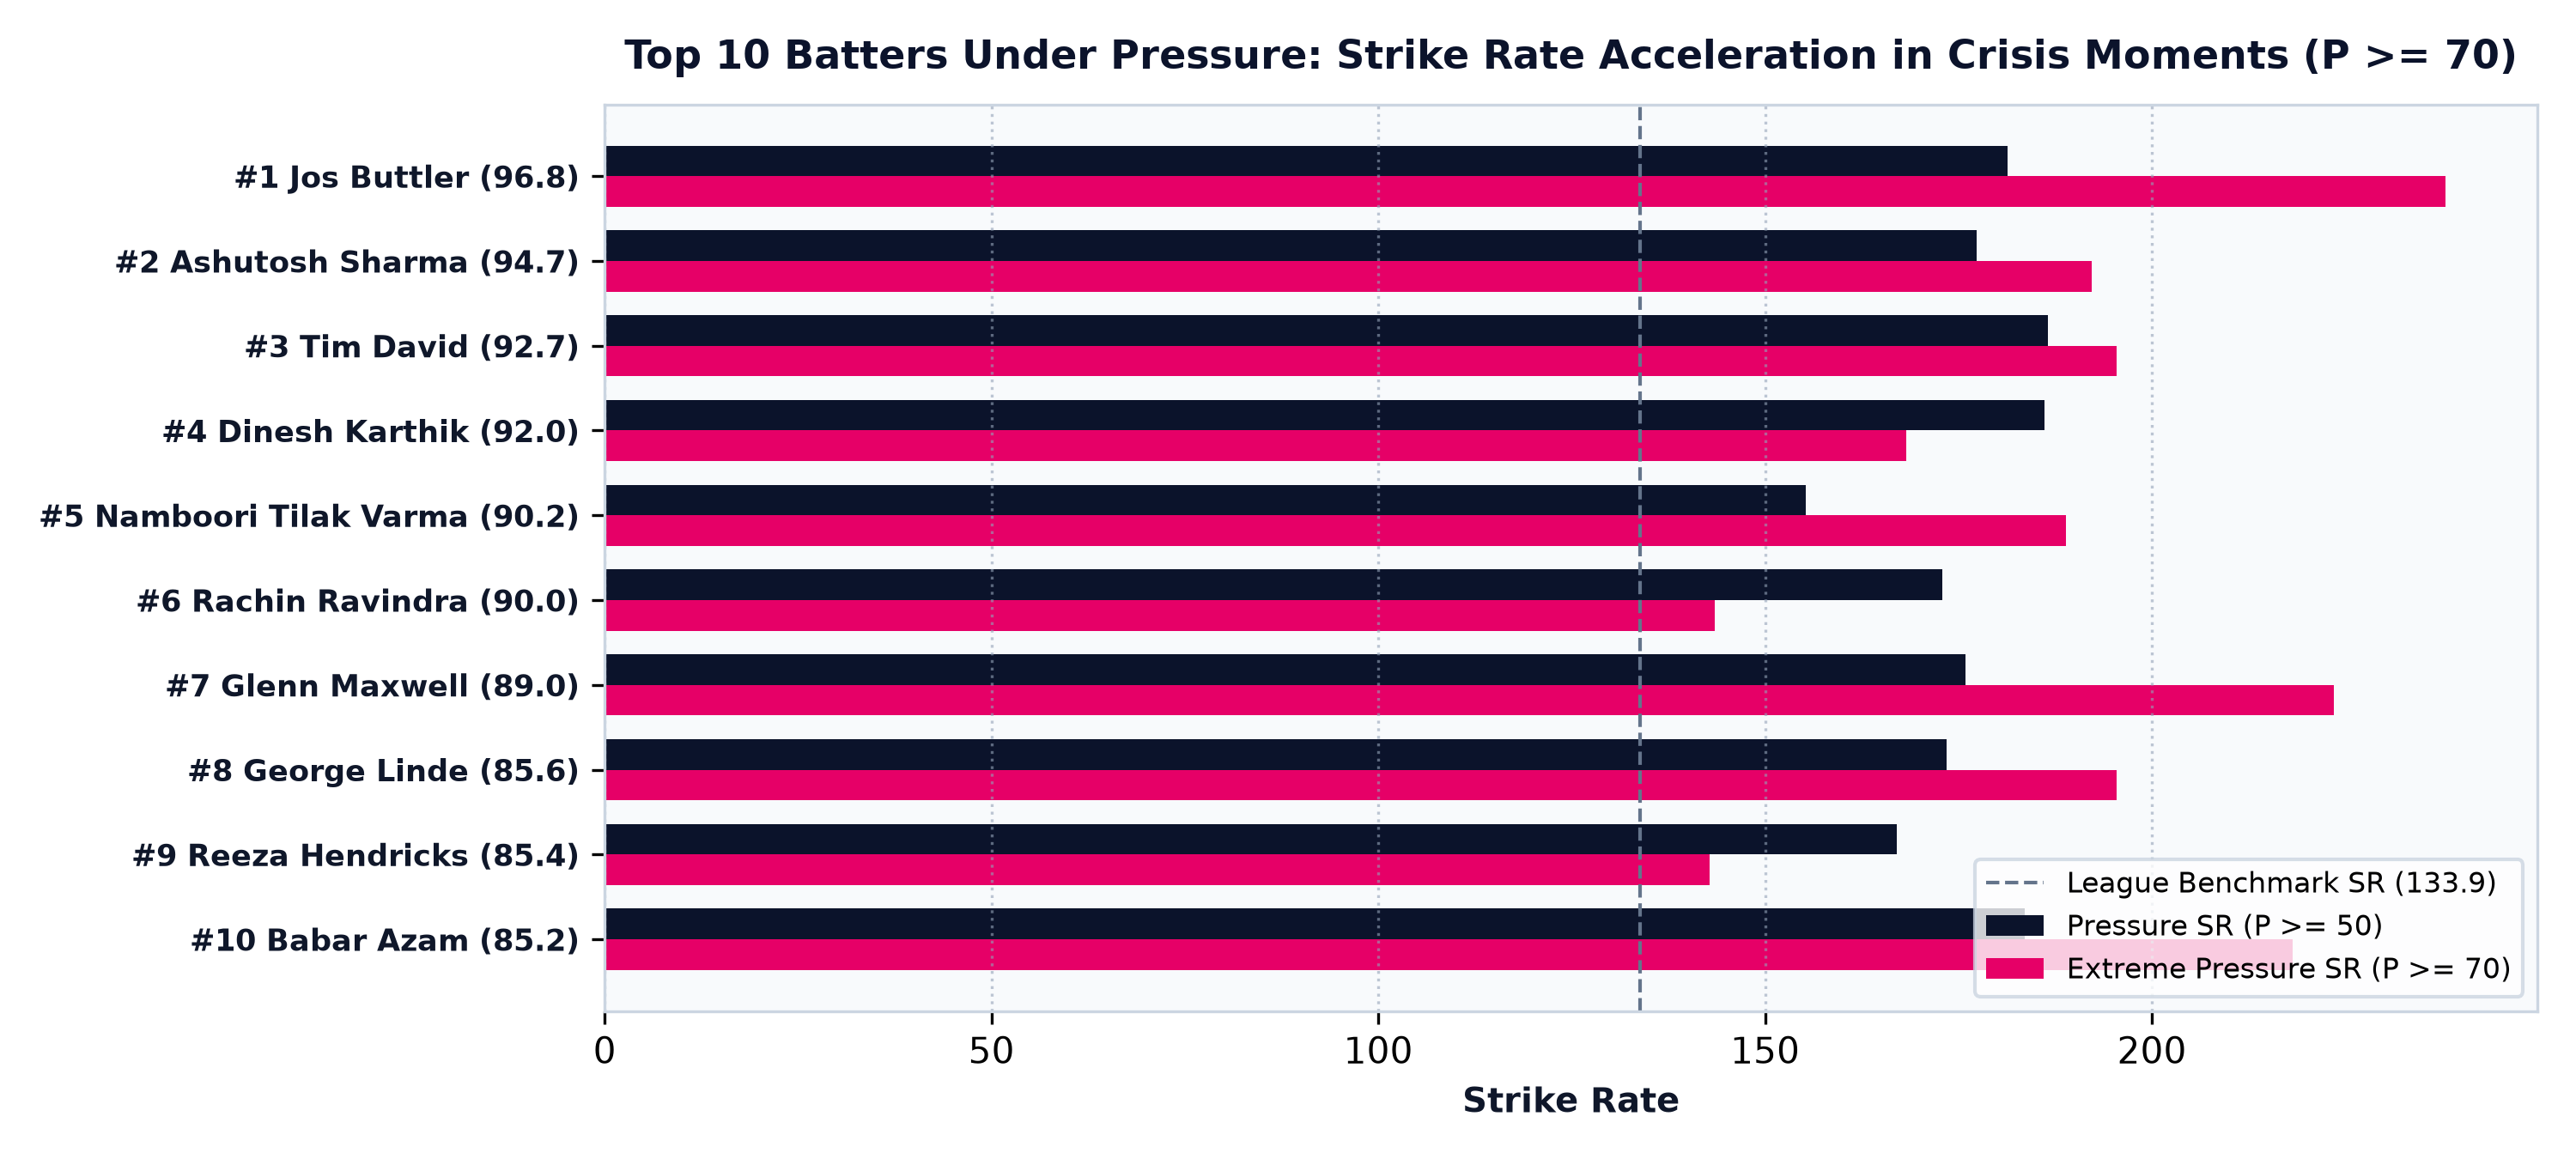 Top 10 Batters Under Pressure: Strike Rate Acceleration in Crisis Moments (P >= 70)
#1 Jos Buttler (96.8)
#2 Ashutosh Sharma (94.7)
#3 Tim David (92.7)
#4 Dinesh Karthik (92.0)
#5 Namboori Tilak Varma (90.2)
#6 Rachin Ravindra (90.0)
#7 Glenn Maxwell (89.0)
#8 George Linde (85.6)
#9 Reeza Hendricks (85.4)
#10 Babar Azam (85.2)
League Benchmark SR (133.9)
Pressure SR (P >= 50)
Extreme Pressure SR (P >= 70)
0 50 100 150 200
Strike Rate